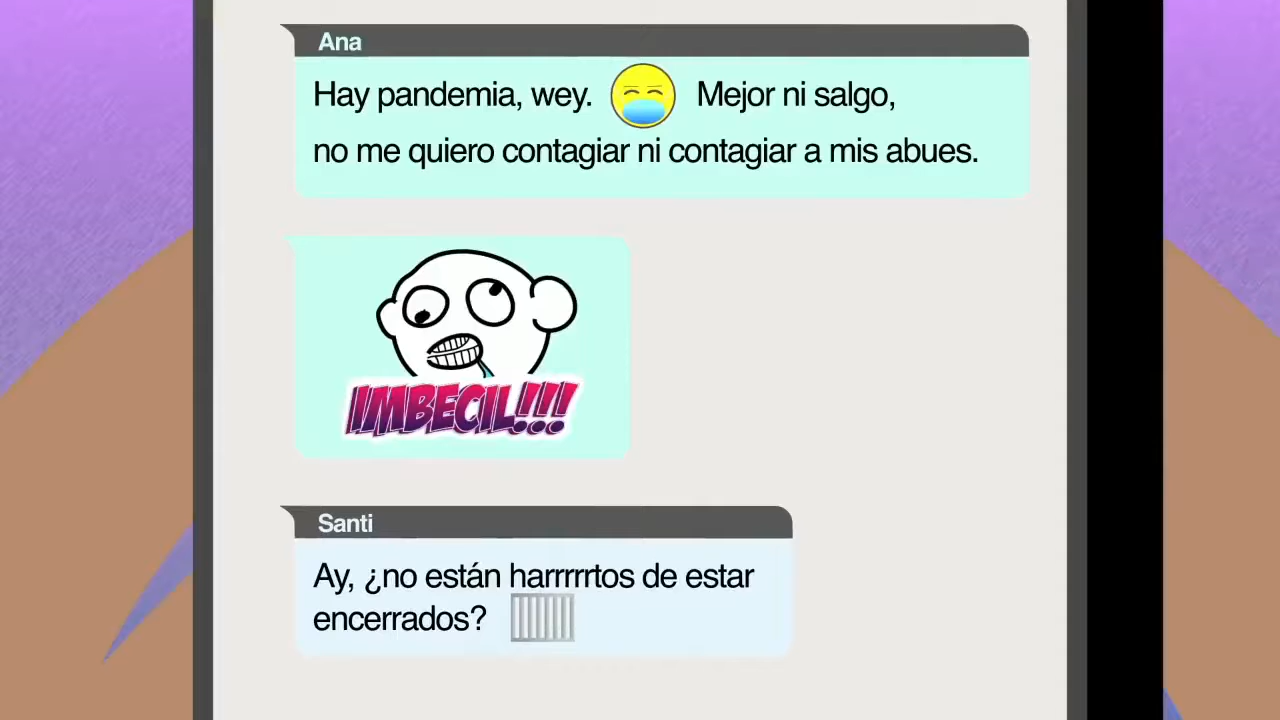 Ana
Hay pandemia, wey. Mejor ni salgo,
no me quiero contagiar ni contagiar a mis abues.
IMBECIL!!!
Santi
Ay, ¿no están harrrrrtos de estar
encerrados?